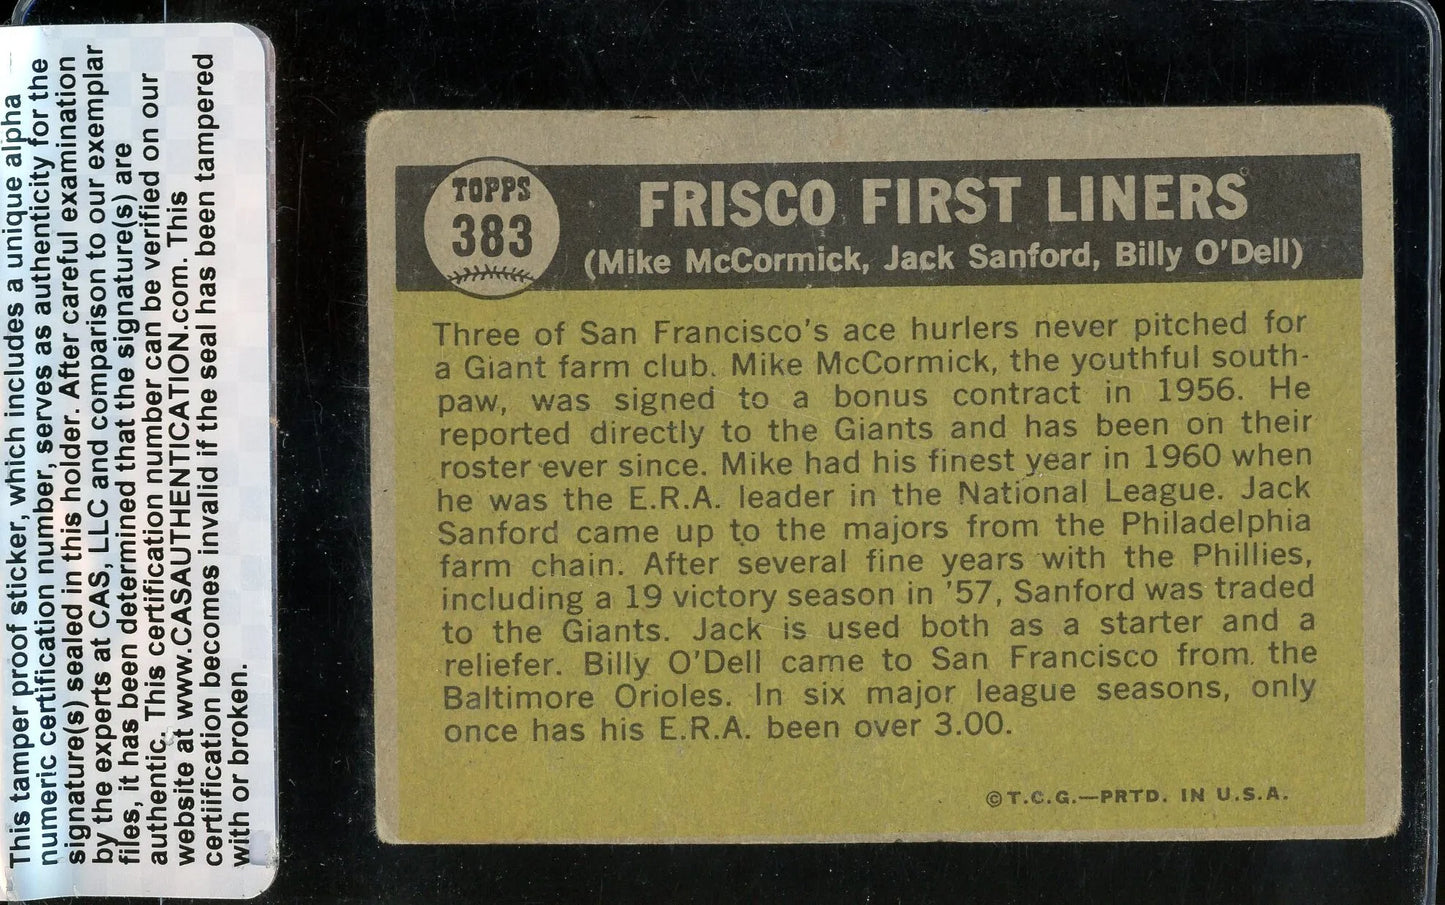 This tamper proof sticker, which includes a unique alpha
numeric certification number, serves as authenticity for the
signature(s) sealed in this holder. After careful examination
by the experts at CAS, LLC and comparison to our exemplar
files, it has been determined that the signature(s) are
authentic. This certification number can be verified on our
website at www.CASAUTHENTICATION.com. This
certiification becomes invalid if the seal has been tampered
with or broken.
TOPPS
383
FRISCO FIRST LINERS
(Mike McCormick, Jack Sanford, Billy O'Dell)
Three of San Francisco's ace hurlers never pitched for
a Giant farm club. Mike McCormick, the youthful south-
paw, was signed to a bonus contract in 1956. He
reported directly to the Giants and has been on their
roster ever since. Mike had his finest year in 1960 when
he was the E.R.A. leader in the National League. Jack
Sanford came up to the majors from the Philadelphia
farm chain. After several fine years with the Phillies,
including a 19 victory season in '57, Sanford was traded
to the Giants. Jack is used both as a starter and a
reliefer. Billy O'Dell came to San Francisco from the
Baltimore Orioles. In six major league seasons, only
once has his E.R.A. been over 3.00.
©T.C.G.—PRTD. IN U.S.A.